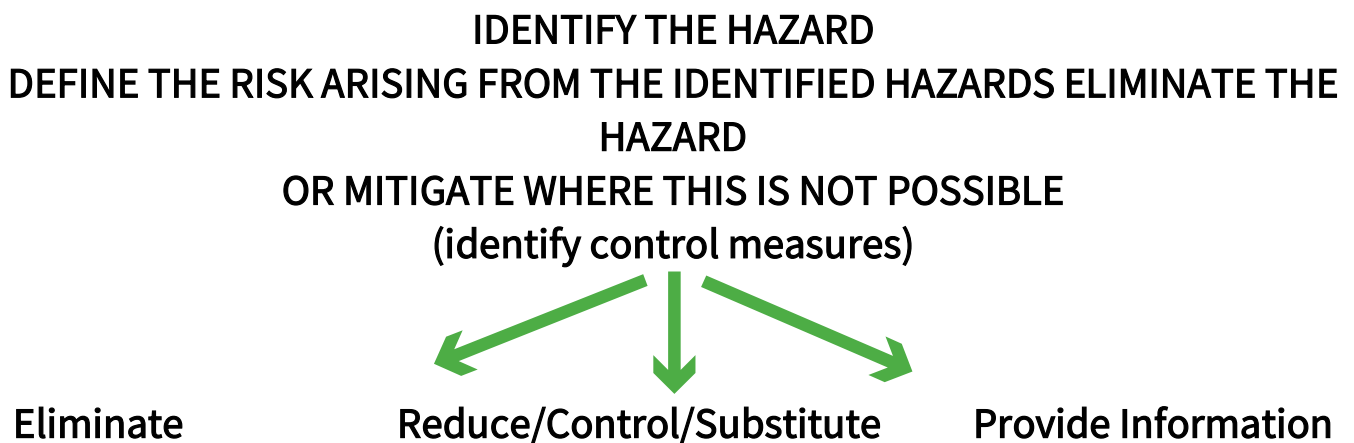 IDENTIFY THE HAZARD
DEFINE THE RISK ARISING FROM THE IDENTIFIED HAZARDS ELIMINATE THE
HAZARD
OR MITIGATE WHERE THIS IS NOT POSSIBLE
(identify control measures)
Eliminate Reduce/Control/Substitute Provide Information